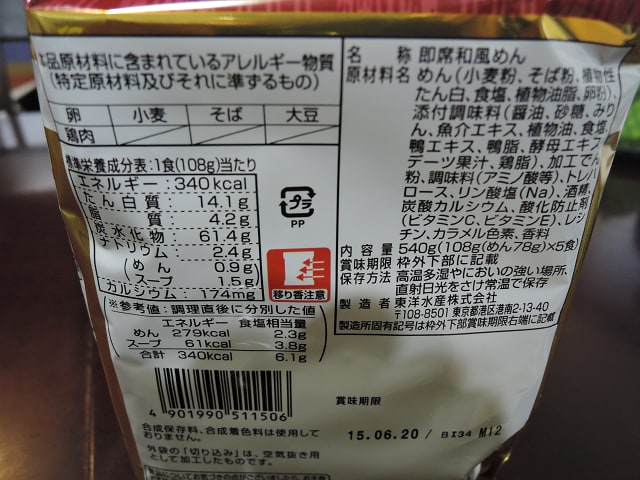 本品原材料に含まれているアレルギー物質
(特定原材料及びそれに準ずるもの)
卵 小麦 そば 大豆
鶏肉
標準栄養成分表:1食(108g)当たり
エネルギー:340kcal
たん白質:14.1g
脂質:4.2g
炭水化物:61.4g
ナトリウム:2.4g
(めん:0.9g)
(スープ:1.5g)
カルシウム:174mg
(※参考値:調理直後に分別した値
エネルギー 食塩相当量
めん 279kcal 2.3g
スープ 61kcal 3.8g
合計 340kcal 6.1g)
プラ
PP
移り香注意
名称 即席和風めん
原材料名 めん(小麦粉、そば粉、植物性
たん白、食塩、植物油脂、卵粉)、
添付調味料(醤油、砂糖、みり
ん、魚介エキス、植物油、食塩、
鴨エキス、鴨脂、酵母エキス、
デーツ果汁、鶏脂)、加工でん
粉、調味料(アミノ酸等)、トレハ
ロース、リン酸塩(Na)、酒精、
炭酸カルシウム、酸化防止剤
(ビタミンC、ビタミンE)、レシ
チン、カラメル色素、香料
内容量 540g(108g(めん78g)×5食)
賞味期限 枠外下部に記載
保存方法 高温多湿やにおいの強い場所、
直射日光をさけ常温で保存
製造者 東洋水産株式会社
〒108-8501 東京都港区港南2-13-40
製造所固有記号は枠外下部賞味期限右端に記載
4 901990 511506
賞味期限
15.06.20 / BI34 M12
合成保存料、合成着色料は使用して
おりません。
外袋の「切り込み」は、空気抜き用
として加工したものです。